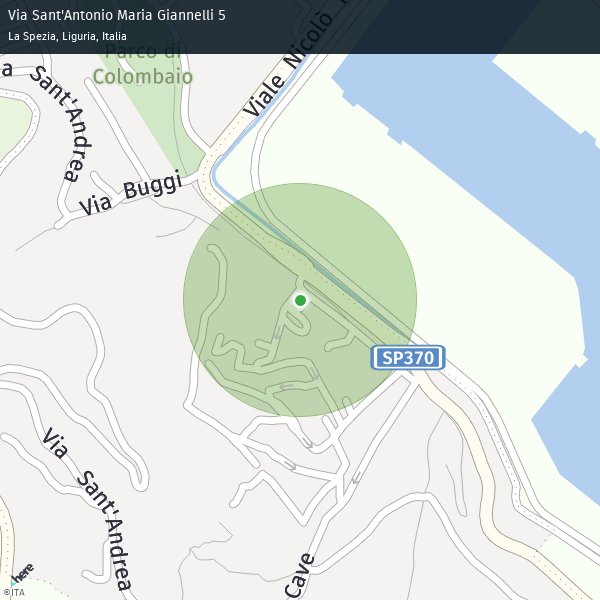 Via Sant'Antonio Maria Giannelli 5
La Spezia, Liguria, Italia
Parco di
Colombaio
a
Sant'Andrea
Viale Nicolò
Via Buggi
SP370
Via Sant'Andrea
Cave
here
©ITA